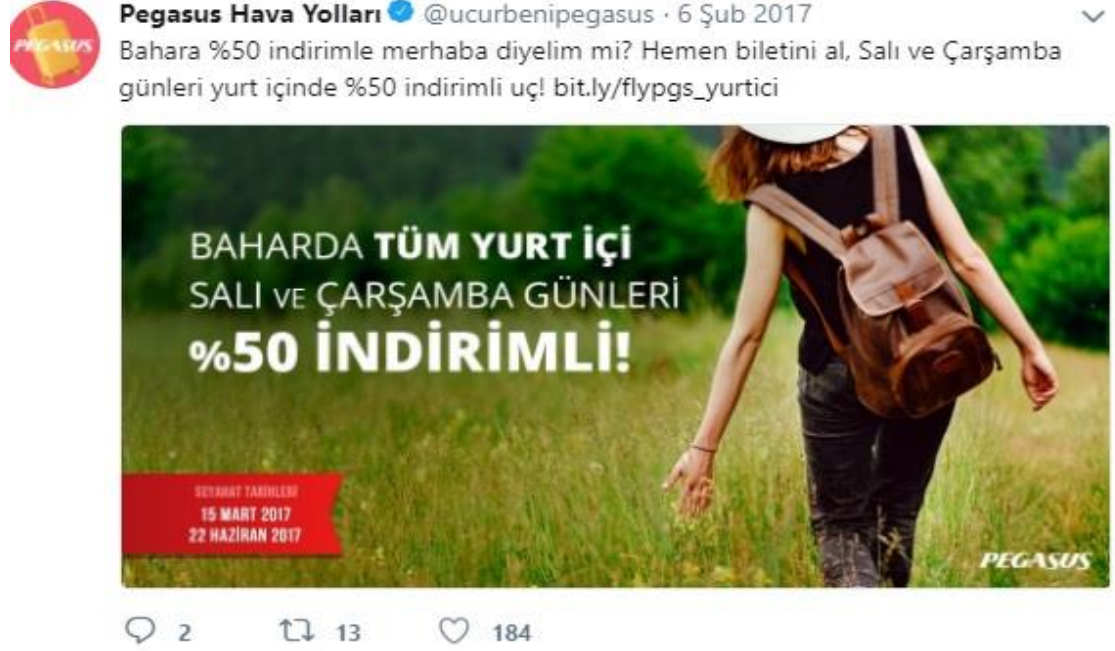 PEGASUS
Pegasus Hava Yolları @ucurbenipegasus · 6 Şub 2017
Bahara %50 indirimle merhaba diyelim mi? Hemen biletini al, Salı ve Çarşamba
günleri yurt içinde %50 indirimli uç! bit.ly/flypgs_yurtici
BAHARDA TÜM YURT İÇİ
SALI VE ÇARŞAMBA GÜNLERİ
%50 İNDİRİMLİ!
SEYAHAT TARİHLERİ
15 MART 2017
22 HAZİRAN 2017
PEGASUS
2 13 184